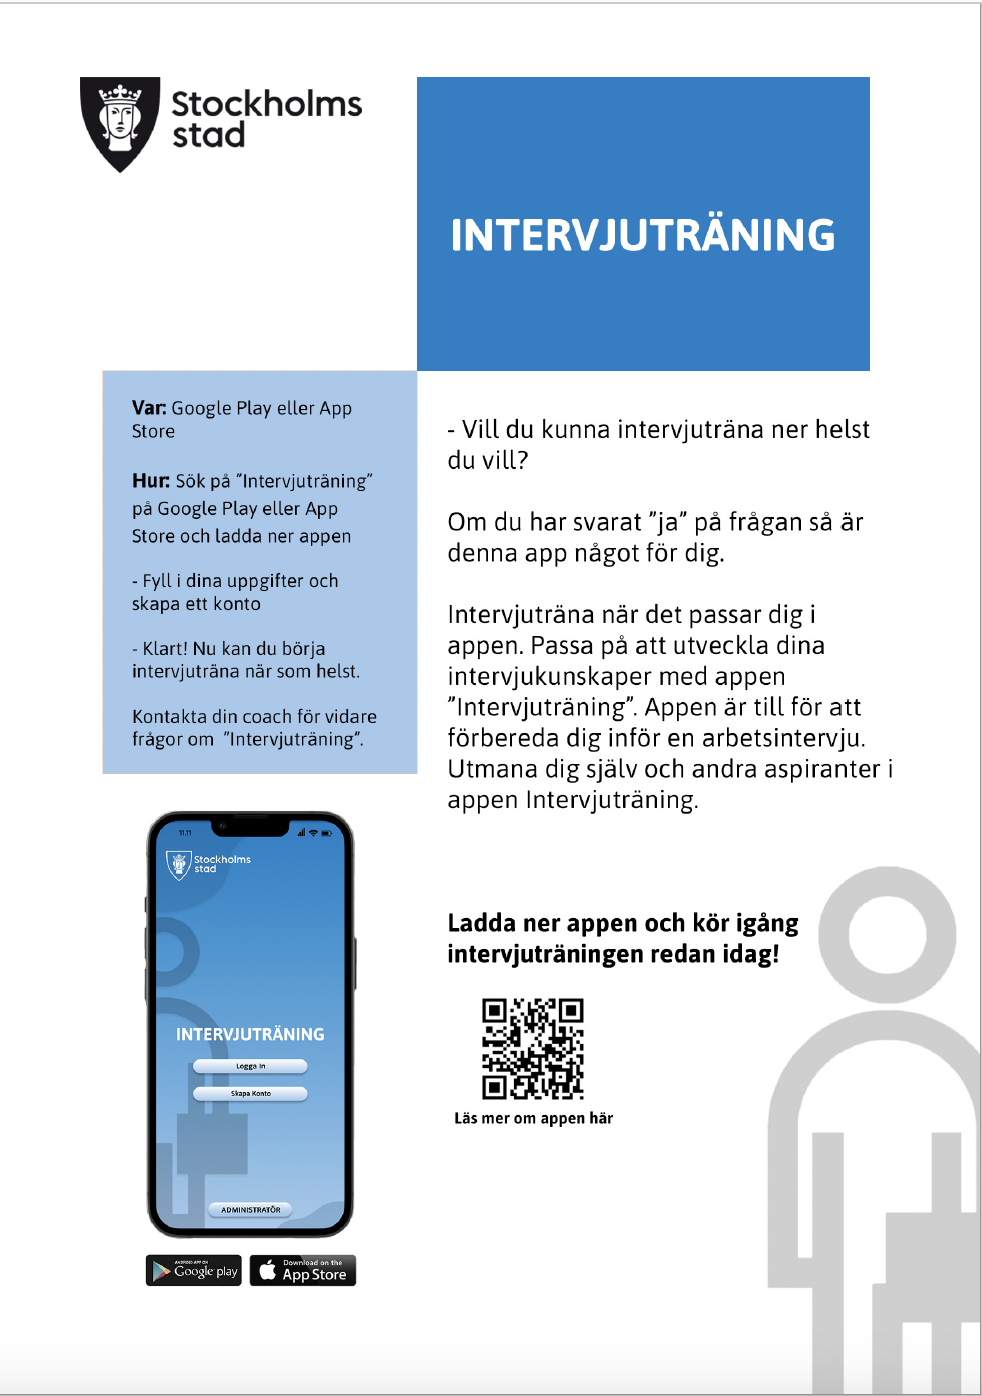 Stockholms
stad
INTERVJUTRÄNING
Var: Google Play eller App
Store
Hur: Sök på ”Intervjuträning”
på Google Play eller App
Store och ladda ner appen
- Fyll i dina uppgifter och
skapa ett konto
- Klart! Nu kan du börja
intervjuträna när som helst.
Kontakta din coach för vidare
frågor om ”Intervjuträning”.
- Vill du kunna intervjuträna ner helst
du vill?
Om du har svarat ”ja” på frågan så är
denna app något för dig.
Intervjuträna när det passar dig i
appen. Passa på att utveckla dina
intervjukunskaper med appen
”Intervjuträning”. Appen är till för att
förbereda dig inför en arbetsintervju.
Utmana dig själv och andra aspiranter i
appen Intervjuträning.
Ladda ner appen och kör igång
intervjuträningen redan idag!
Läs mer om appen här
11.11
Stockholms
stad
INTERVJUTRÄNING
Logga In
Skapa Konto
ADMINISTRATÖR
ANDROID APP ON
Google play
Download on the
App Store